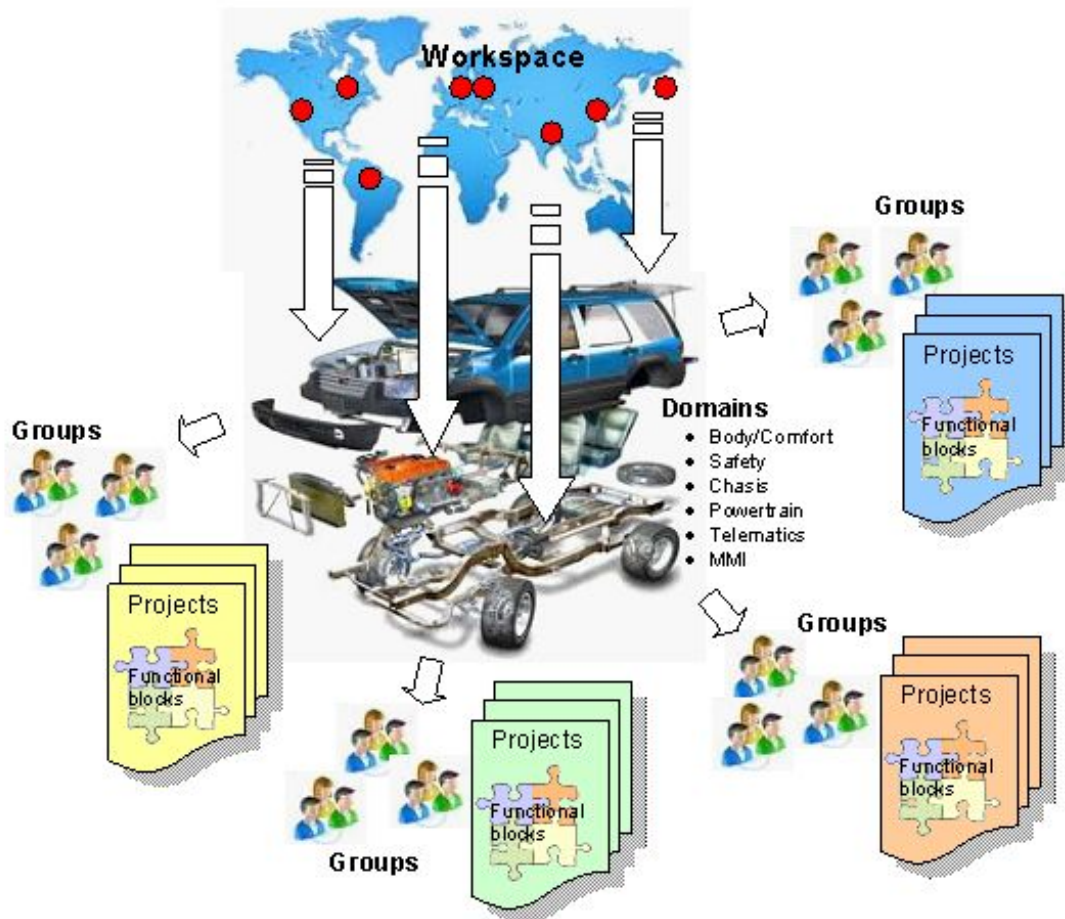 Workspace
Groups
Projects
Functional
blocks
Domains
• Body/Comfort
• Safety
• Chasis
• Powertrain
• Telematics
• MMI
Groups
Projects
Functional
blocks
Groups
Projects
Functional
blocks
Projects
Functional
blocks
Groups